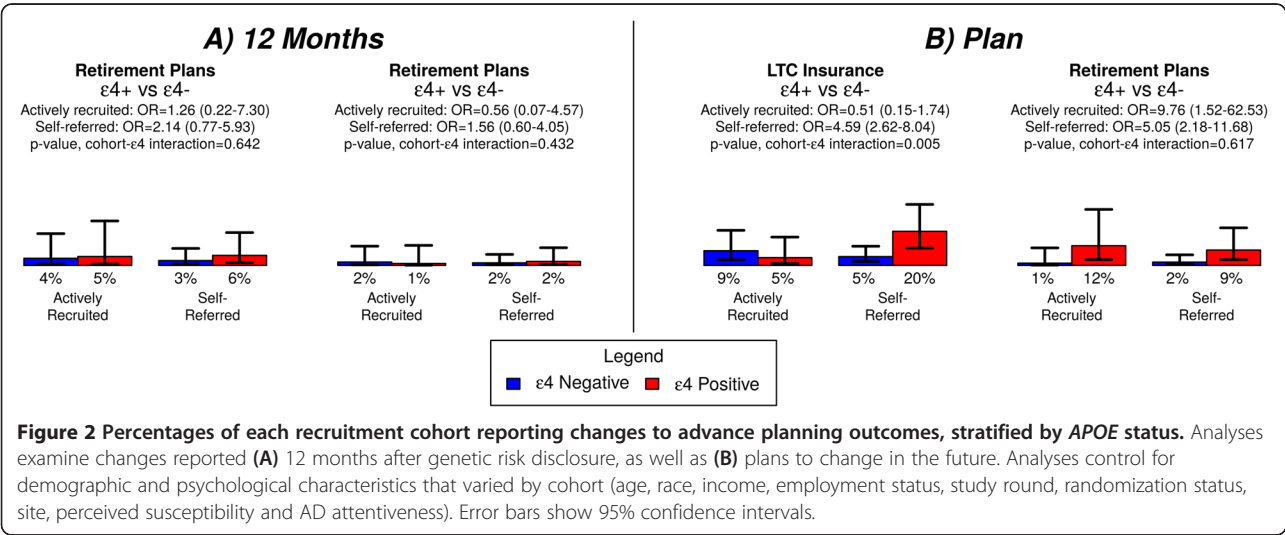 A) 12 Months
Retirement Plans
ε4+ vs ε4-
Actively recruited: OR=1.26 (0.22-7.30)
Self-referred: OR=2.14 (0.77-5.93)
p-value, cohort-ε4 interaction=0.642
4% 5% 3% 6%
Actively
Recruited
Self-
Referred
Retirement Plans
ε4+ vs ε4-
Actively recruited: OR=0.56 (0.07-4.57)
Self-referred: OR=1.56 (0.60-4.05)
p-value, cohort-ε4 interaction=0.432
2% 1% 2% 2%
Actively
Recruited
Self-
Referred
B) Plan
LTC Insurance
ε4+ vs ε4-
Actively recruited: OR=0.51 (0.15-1.74)
Self-referred: OR=4.59 (2.62-8.04)
p-value, cohort-ε4 interaction=0.005
9% 5% 5% 20%
Actively
Recruited
Self-
Referred
Retirement Plans
ε4+ vs ε4-
Actively recruited: OR=9.76 (1.52-62.53)
Self-referred: OR=5.05 (2.18-11.68)
p-value, cohort-ε4 interaction=0.617
1% 12% 2% 9%
Actively
Recruited
Self-
Referred
Legend
ε4 Negative ε4 Positive
Figure 2 Percentages of each recruitment cohort reporting changes to advance planning outcomes, stratified by APOE status. Analyses
examine changes reported (A) 12 months after genetic risk disclosure, as well as (B) plans to change in the future. Analyses control for
demographic and psychological characteristics that varied by cohort (age, race, income, employment status, study round, randomization status,
site, perceived susceptibility and AD attentiveness). Error bars show 95% confidence intervals.